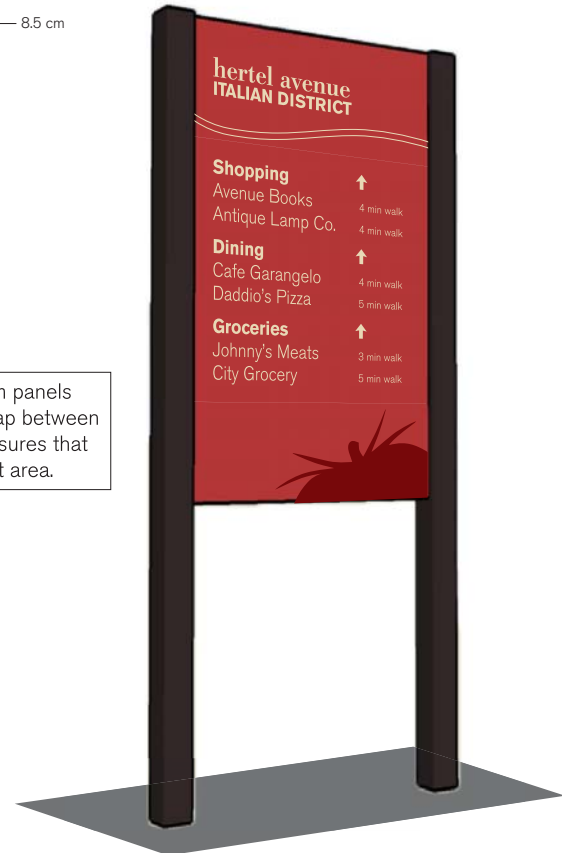 8.5 cm
hertel avenue
ITALIAN DISTRICT
Shopping
Avenue Books
4 min walk
Antique Lamp Co.
4 min walk
Dining
Cafe Garangelo
4 min walk
Daddio's Pizza
5 min walk
Groceries
Johnny's Meats
3 min walk
City Grocery
5 min walk
panels
between
sures that
area.